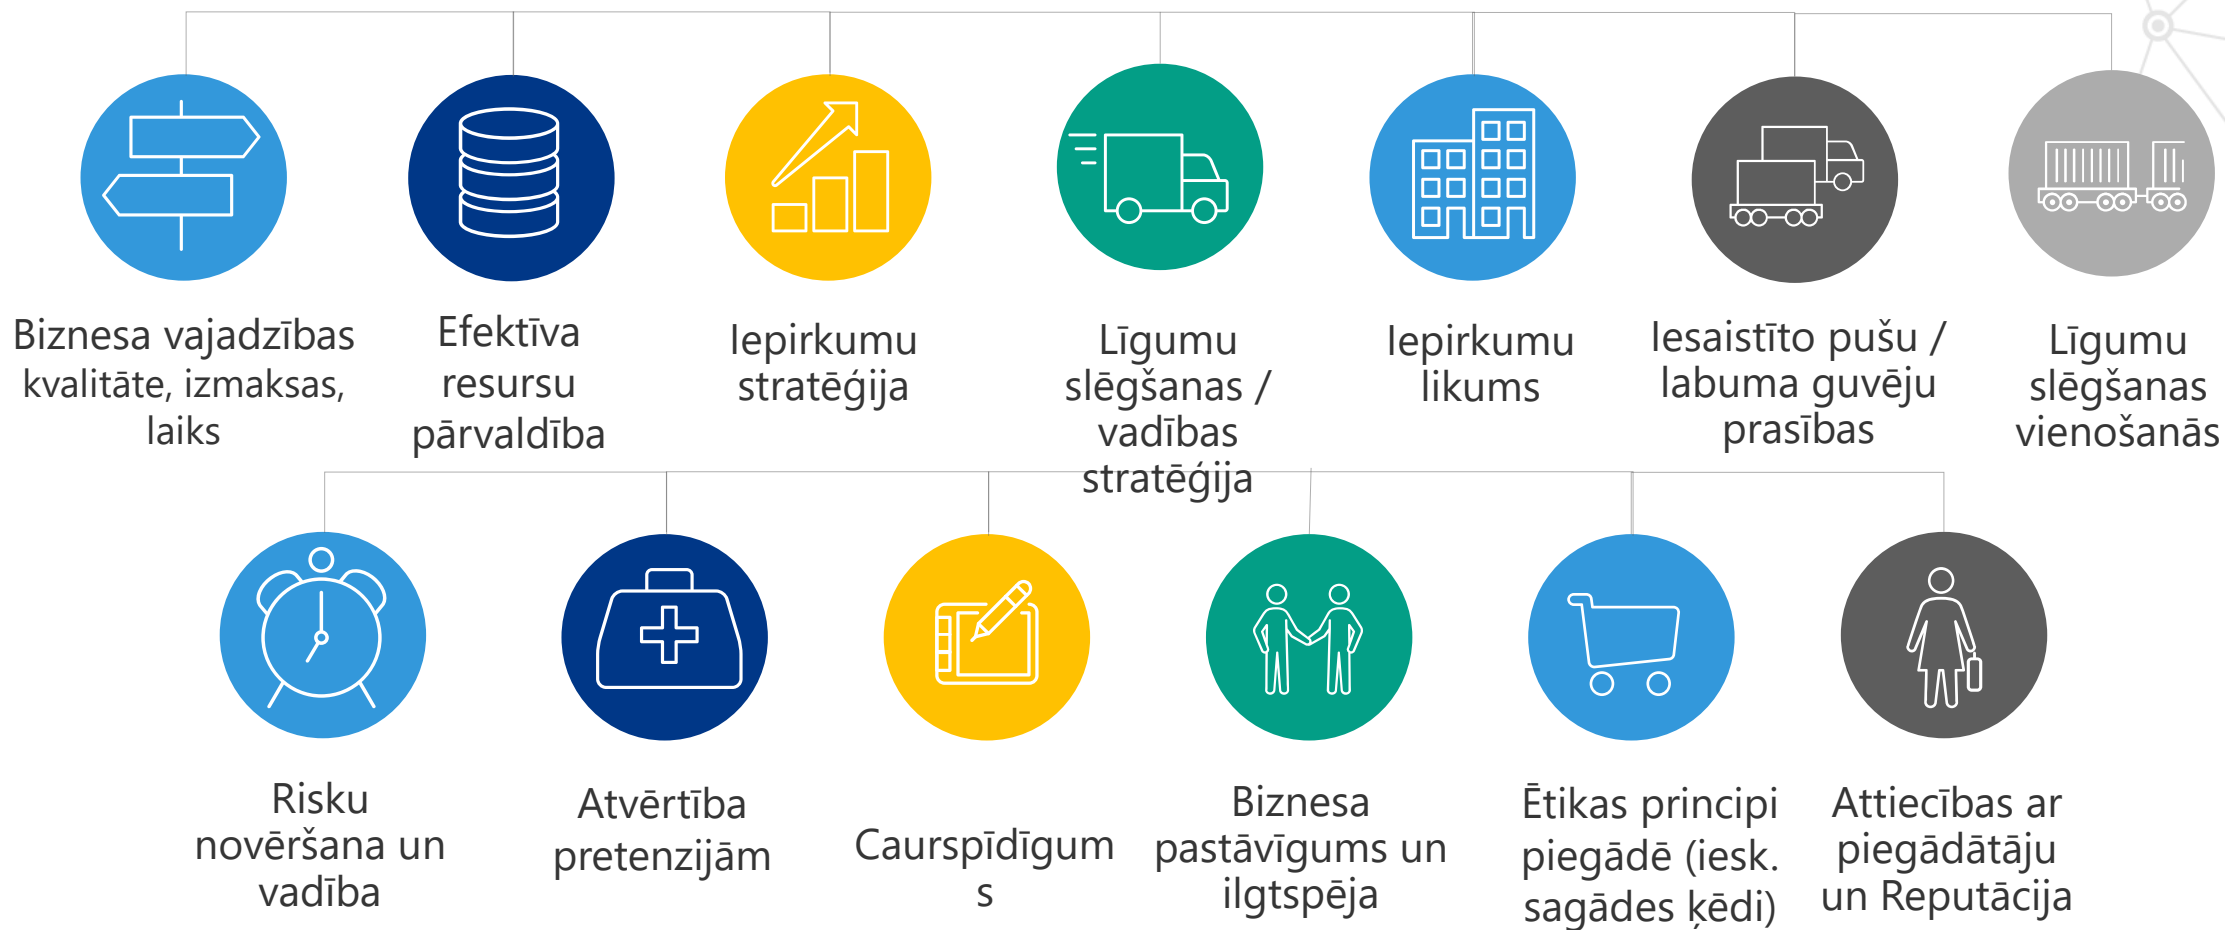 Biznesa vajadzības
kvalitāte, izmaksas,
laiks
Efektīva
resursu
pārvaldība
Iepirkumu
stratēģija
Līgumu
slēgšanas /
vadības
stratēģija
Iepirkumu
likums
Iesaistīto pušu /
labuma guvēju
prasības
Līgumu
slēgšanas
vienošanās
Risku
novēršana un
vadība
Atvērtība
pretenzijām
Caurspīdīgum
s
Biznesa
pastāvīgums un
ilgtspēja
Ētikas principi
piegādē (iesk.
sagādes ķēdi)
Attiecības ar
piegādātāju
un Reputācija